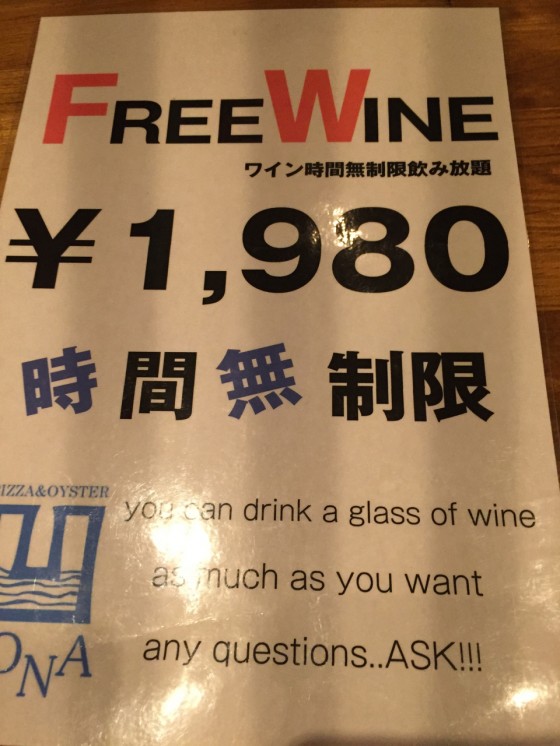 FREEWINE
ワイン時間無制限飲み放題
¥1,980
時間無制限
PIZZA&OYSTER
ONA
you can drink a glass of wine
as much as you want
any questions..ASK!!!